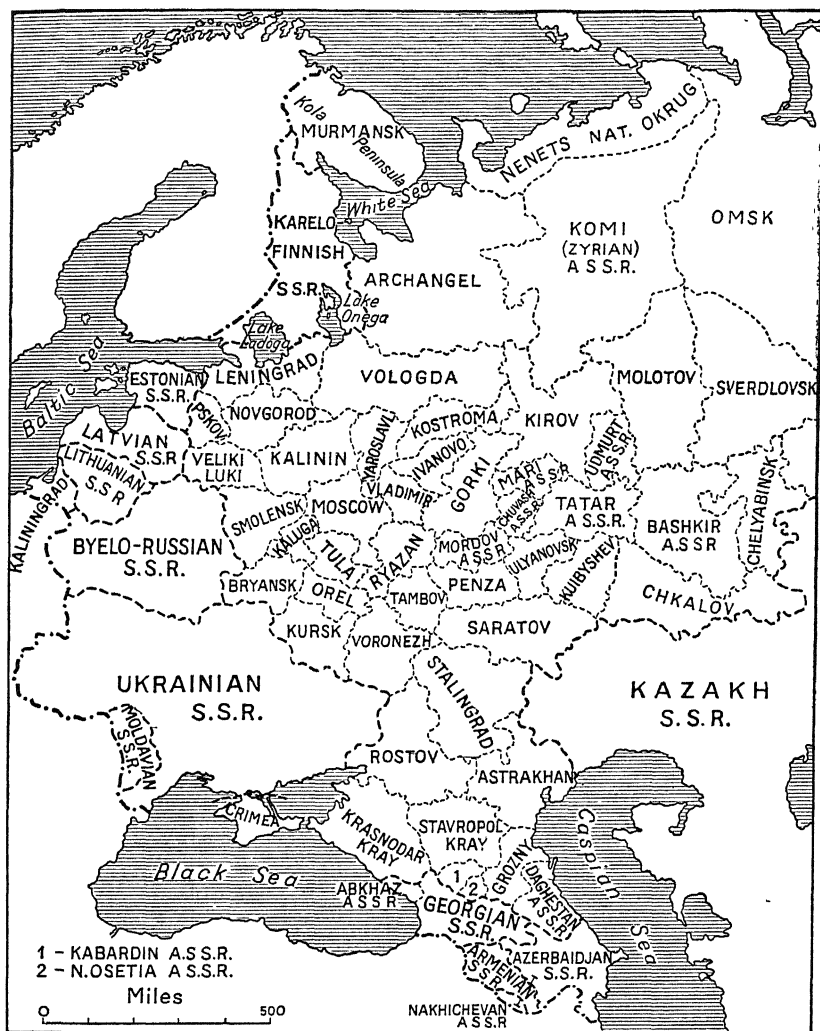 Kola
MURMANSK
Peninsula
White Sea
NENETS NAT. OKRUG
KARELO
FINNISH
S.S.R.
ARCHANGEL
KOMI
(ZYRIAN)
A S S.R.
OMSK
Lake
Onega
Lake
Ladoga
Baltic Sea
ESTONIAN
S.S.R.
LENINGRAD
VOLOGDA
MOLOTOV
SVERDLOVSK
PSKOV
NOVGOROD
YAROSLAVL
KOSTROMA
KIROV
UDMURT
A S S.R.
LATVIAN
S.S.R
LITHUANIAN
S.S R
VELIKI
LUKI
KALININ
IVANOVO
VLADIMIR
GORKI
MARI
A S S R
CHUVASH
A S S.R.
TATAR
A S S.R.
BASHKIR
A.S S.R
CHELYABINSK
KALININGRAD
SMOLENSK
MOSCOW
KALUGA
BYELO-RUSSIAN
S.S.R.
TULA
RYAZAN
MORDOV
A S S.R
ULYANOVSK
KUIBYSHEV
BRYANSK
OREL
TAMBOV
PENZA
CHKALOV
KURSK
VORONEZH
SARATOV
UKRAINIAN
S.S.R.
STALINGRAD
KAZAKH
S.S.R.
MOLDAVIAN
S.S.R.
ROSTOV
ASTRAKHAN
CRIMEA
KRASNODAR
KRAY
STAVROPOL
KRAY
Caspian Sea
Black Sea
1
2
GROZNY
DAGHESTAN
A S S.R.
ABKHAZ
A S S.R
GEORGIAN
S.S.R
ARMENIAN
S S R.
AZERBAIDJAN
S.S.R.
NAKHICHEVAN
A S S.R
1 - KABARDIN A.S S.R.
2 - N.OSETIA A S S.R.
Miles
0 500